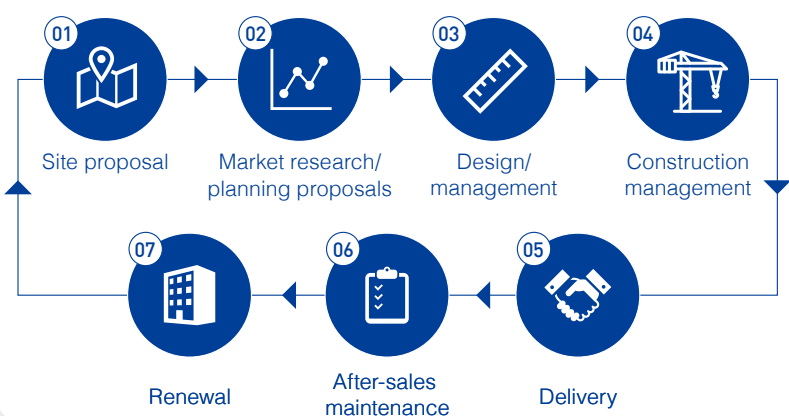 01
Site proposal
02
Market research/
planning proposals
03
Design/
management
04
Construction
management
05
Delivery
06
After-sales
maintenance
07
Renewal